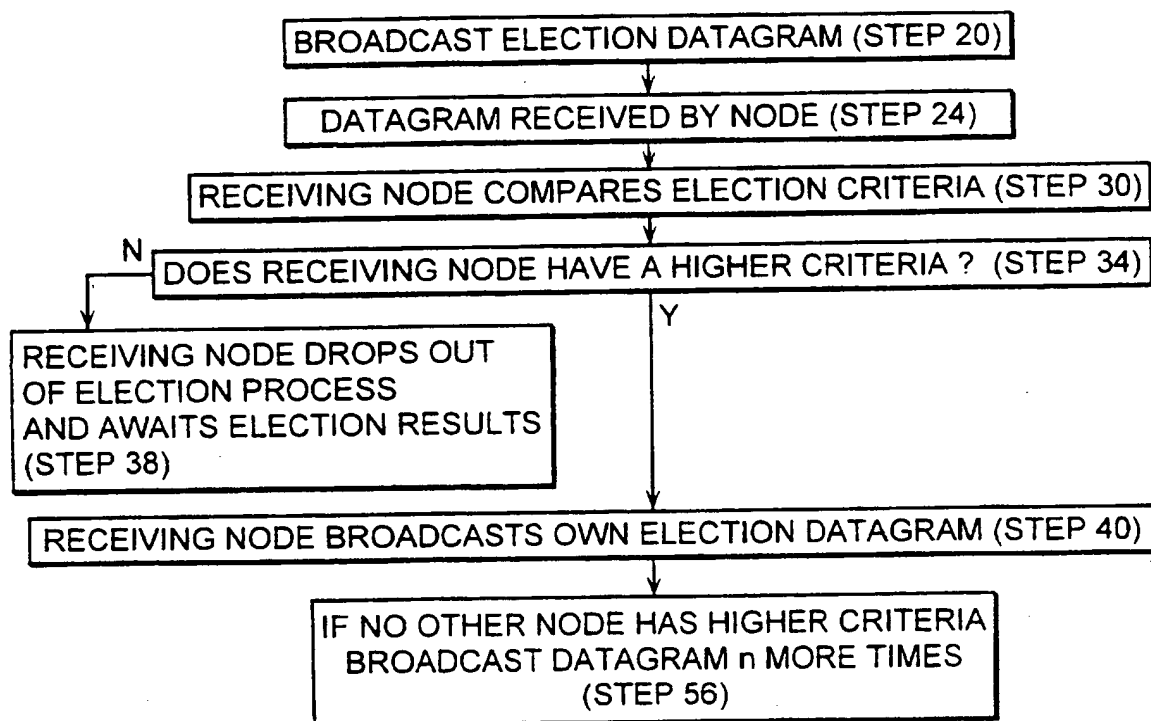 BROADCAST ELECTION DATAGRAM (STEP 20)
DATAGRAM RECEIVED BY NODE (STEP 24)
RECEIVING NODE COMPARES ELECTION CRITERIA (STEP 30)
N
DOES RECEIVING NODE HAVE A HIGHER CRITERIA ? (STEP 34)
Y
RECEIVING NODE DROPS OUT
OF ELECTION PROCESS
AND AWAITS ELECTION RESULTS
(STEP 38)
RECEIVING NODE BROADCASTS OWN ELECTION DATAGRAM (STEP 40)
IF NO OTHER NODE HAS HIGHER CRITERIA
BROADCAST DATAGRAM n MORE TIMES
(STEP 56)